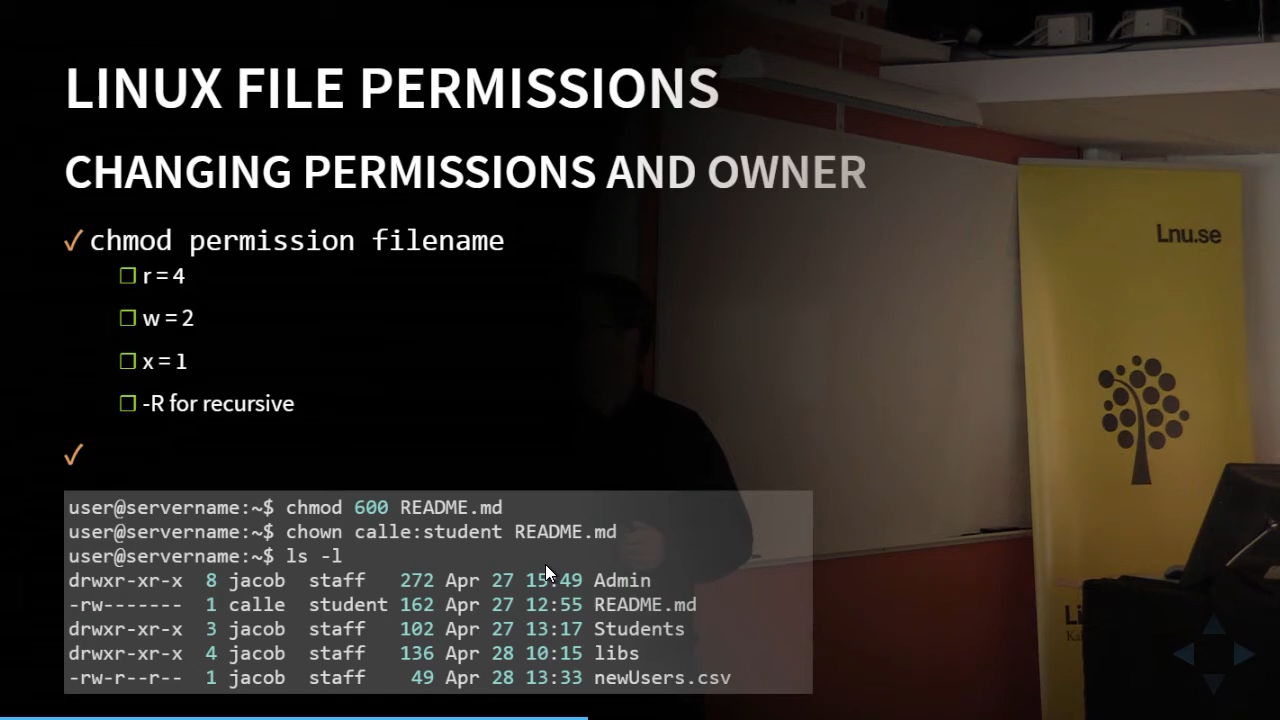 LINUX FILE PERMISSIONS
CHANGING PERMISSIONS AND OWNER
✓ chmod permission filename
❒ r = 4
❒ w = 2
❒ x = 1
❒ -R for recursive
✓
user@servername:~$ chmod 600 README.md
user@servername:~$ chown calle:student README.md
user@servername:~$ ls -l
drwxr-xr-x  8 jacob  staff   272 Apr 27 15:49 Admin
-rw-------  1 calle  student 162 Apr 27 12:55 README.md
drwxr-xr-x  3 jacob  staff   102 Apr 27 13:17 Students
drwxr-xr-x  4 jacob  staff   136 Apr 28 10:15 libs
-rw-r--r--  1 jacob  staff    49 Apr 28 13:33 newUsers.csv
Lnu.se